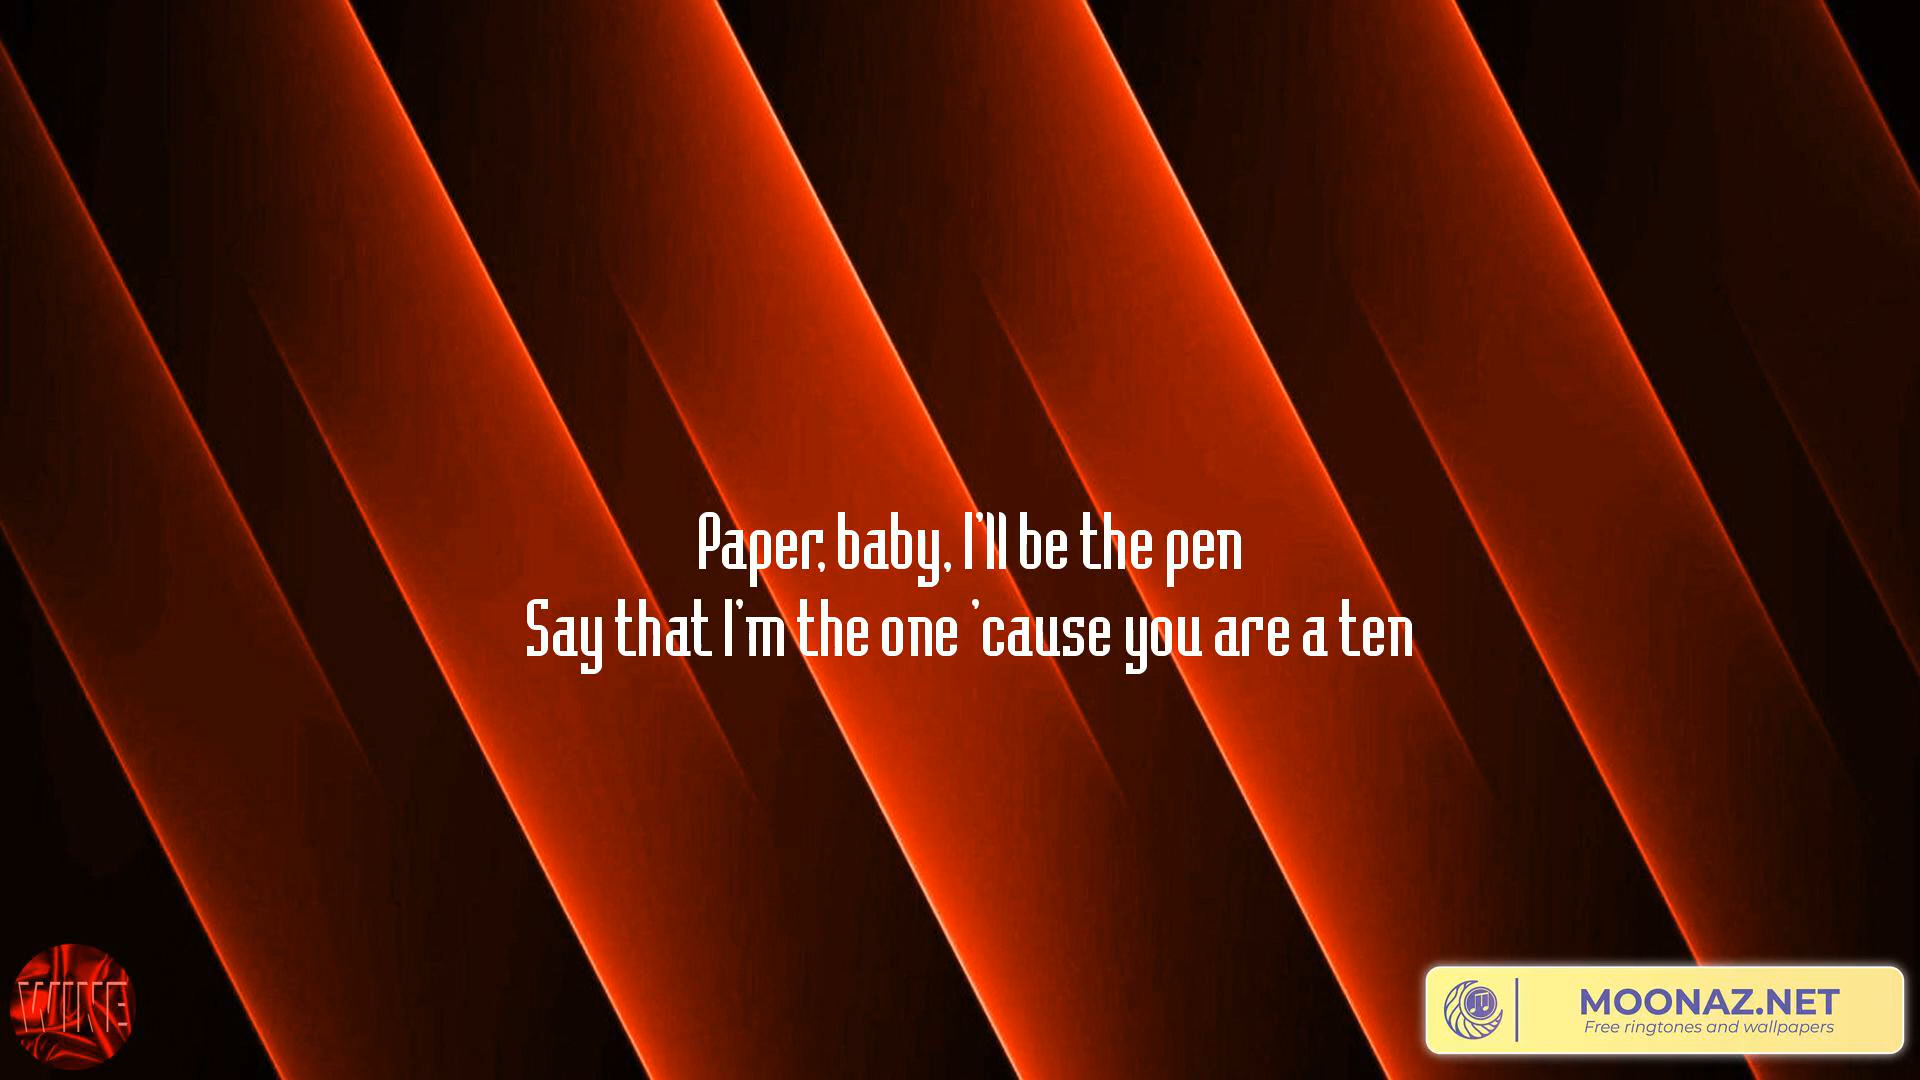 Paper, baby, I'll be the pen
Say that I'm the one 'cause you are a ten
WINE
MOONAZ.NET
Free ringtones and wallpapers